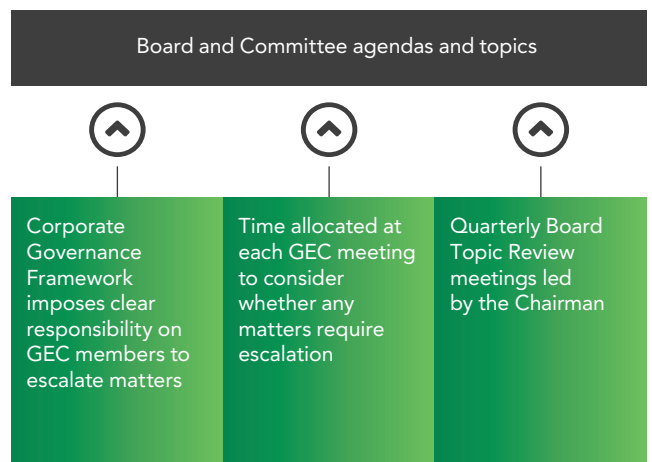 Board and Committee agendas and topics
Corporate
Governance
Framework
imposes clear
responsibility on
GEC members to
escalate matters
Time allocated at
each GEC meeting
to consider
whether any
matters require
escalation
Quarterly Board
Topic Review
meetings led
by the Chairman